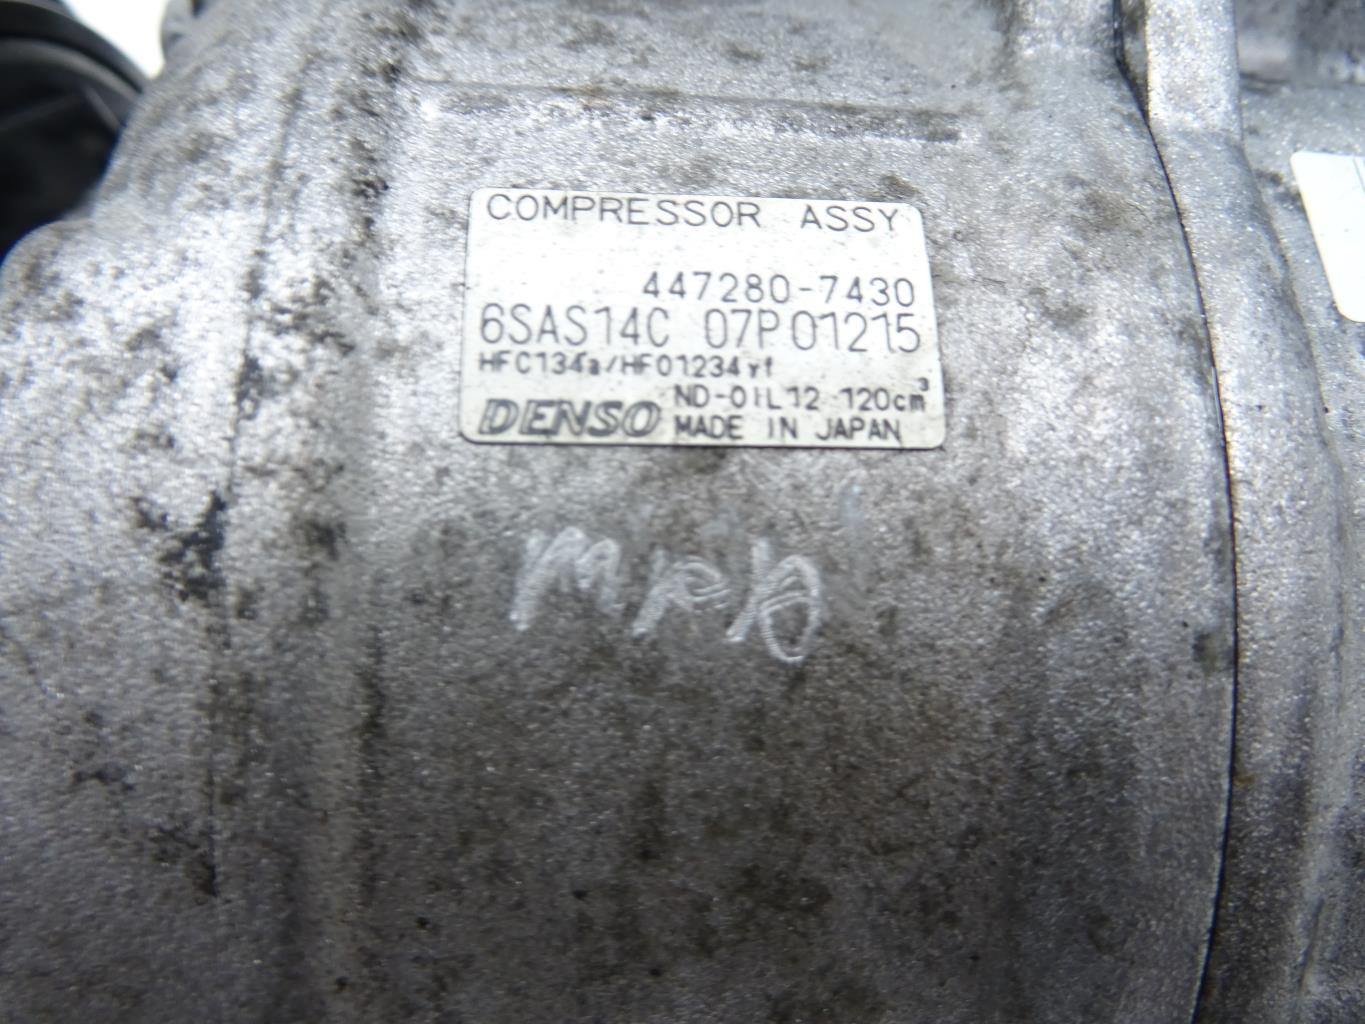 COMPRESSOR ASSY
447280-7430
6SAS14C 07P01215
HFC134a/HFO1234yf
ND-OIL12 120cm³
DENSO MADE IN JAPAN